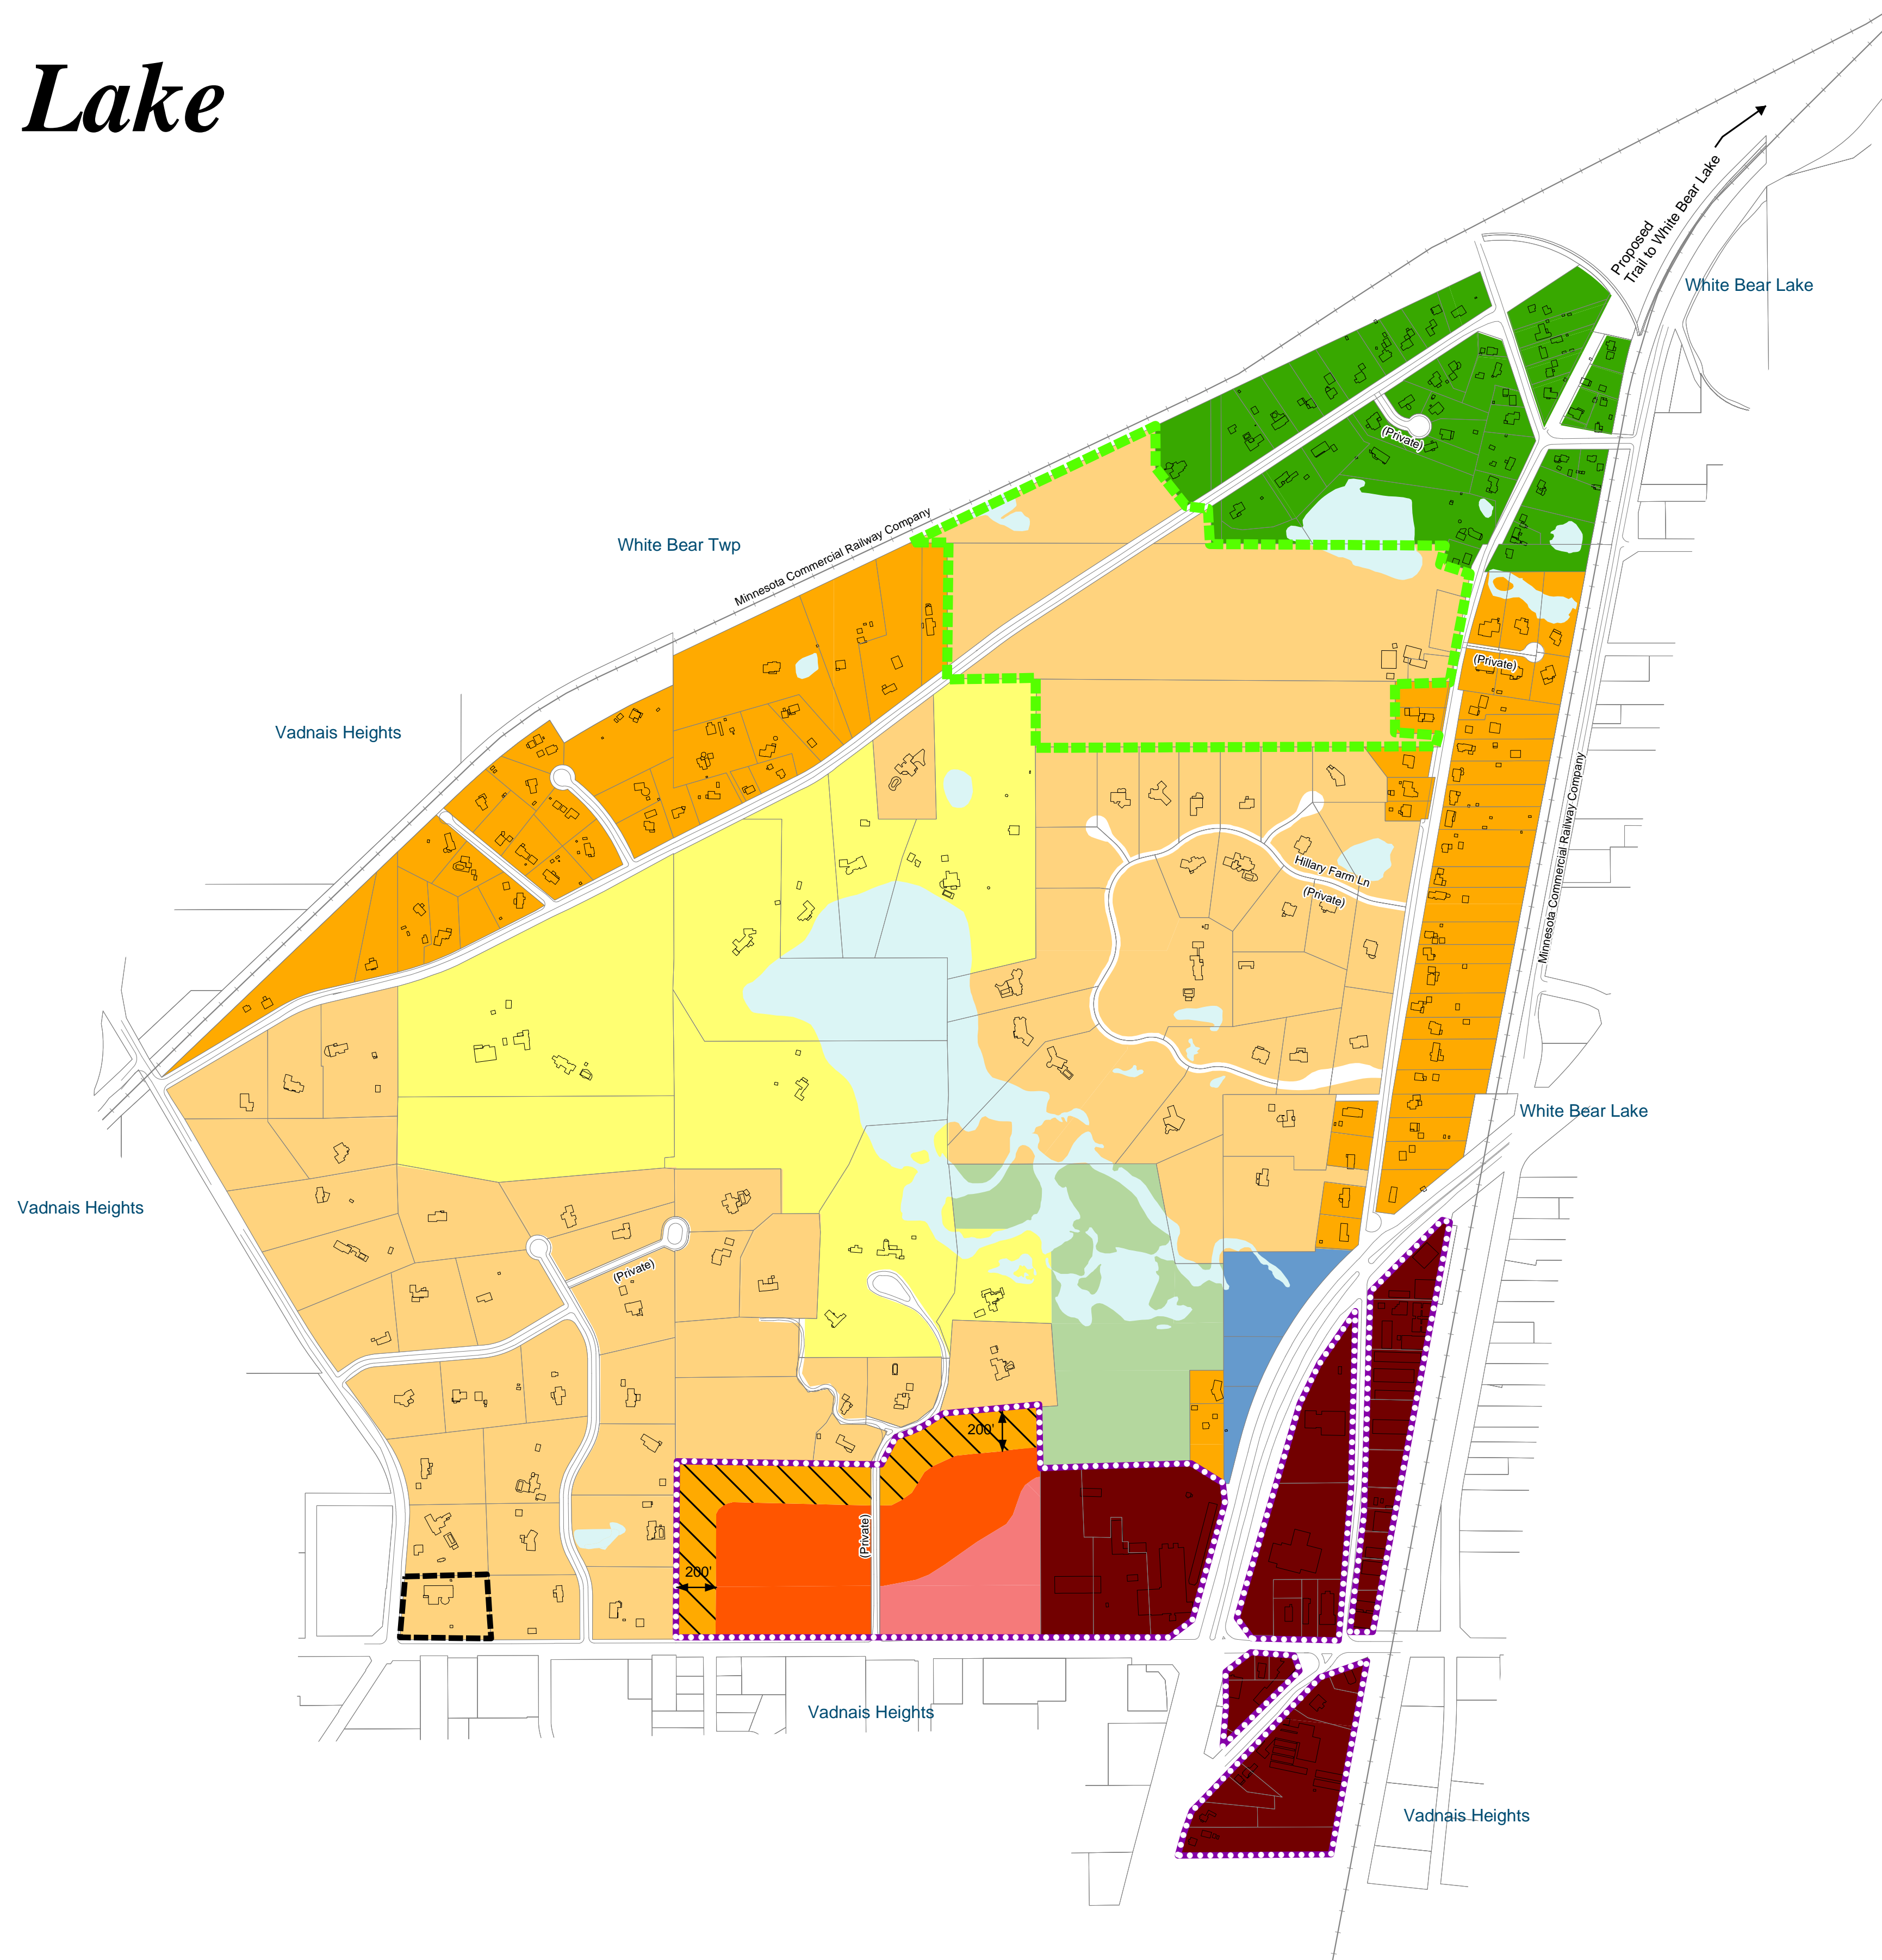 Lake
Proposed
Trail to White Bear Lake
White Bear Lake
(Private)
White Bear Twp
Minnesota Commercial Railway Company
(Private)
Vadnais Heights
Minnesota Commercial Railway Company
Hillary Farm Ln
(Private)
White Bear Lake
Vadnais Heights
(Private)
200'
(Private)
200'
Vadnais Heights
Vadnais Heights